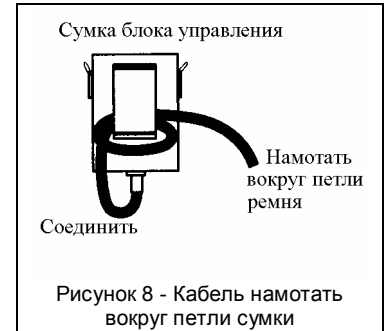 Сумка блока управления
Намотать
вокруг петли
ремня
Соединить
Рисунок 8 - Кабель намотать
вокруг петли сумки